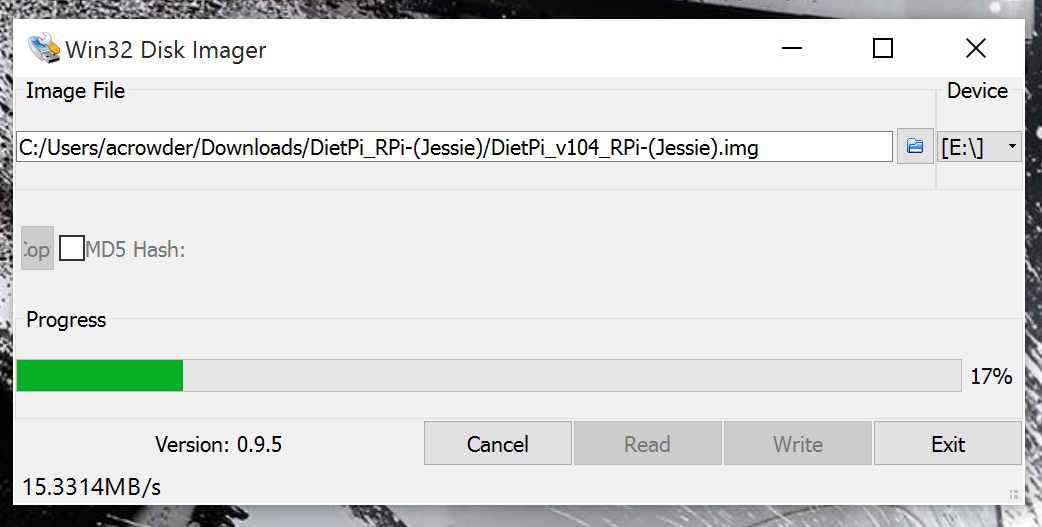 Win32 Disk Imager
Image File
Device
C:/Users/acrowder/Downloads/DietPi_RPi-(Jessie)/DietPi_v104_RPi-(Jessie).img
[E:\]
MD5 Hash:
Progress
17%
Version: 0.9.5
Cancel
Read
Write
Exit
15.3314MB/s